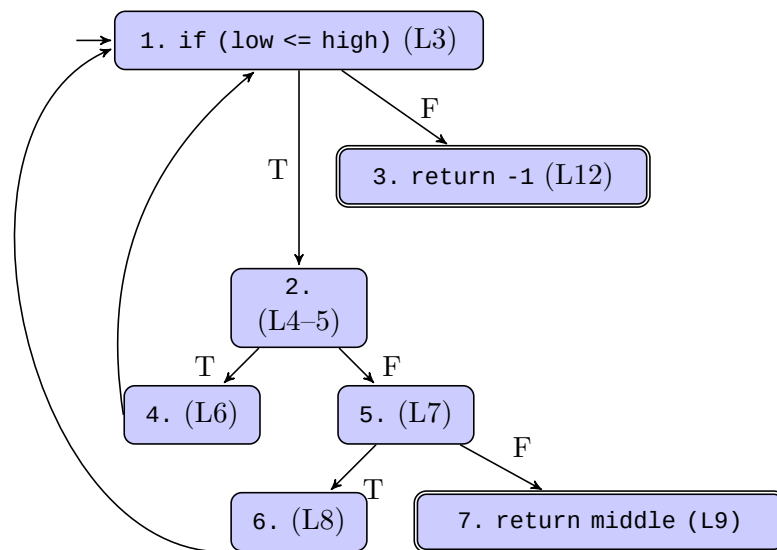 1. if (low <= high) (L3)
F
T
3. return -1 (L12)
2.
(L4–5)
T
F
4. (L6)
5. (L7)
F
T
6. (L8)
7. return middle (L9)